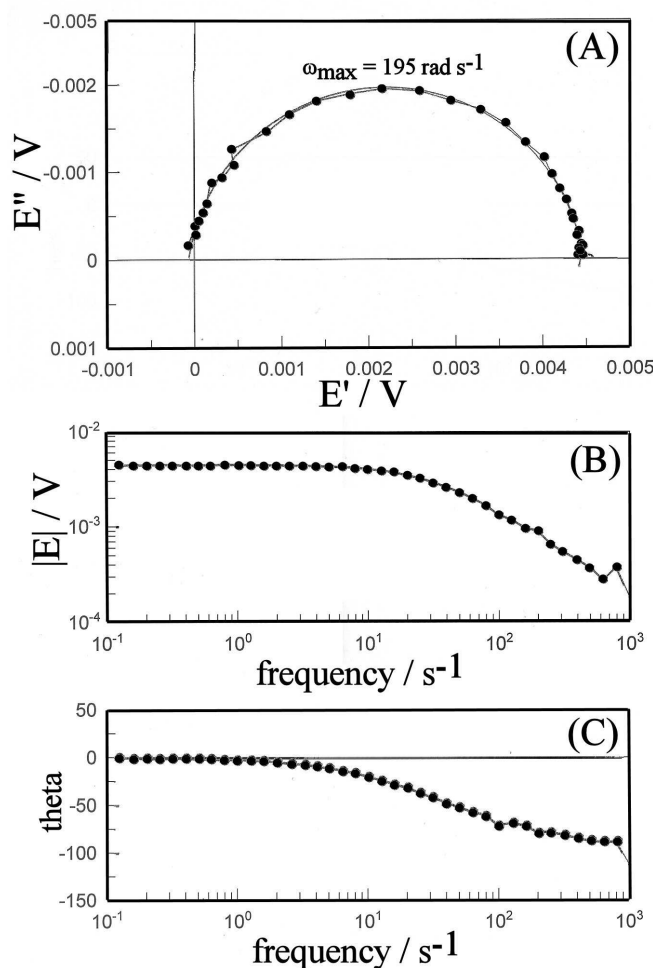 -0.005
(A)
ωmax = 195 rad s-1
-0.002
-0.001
0
0.001
E" / V
-0.001 0 0.001 0.002 0.003 0.004 0.005
E' / V
10-2
(B)
10-3
10-4
|E| / V
10-1 100 101 102 103
frequency / s-1
50
(C)
0
-50
-100
-150
theta
10-1 100 101 102 103
frequency / s-1